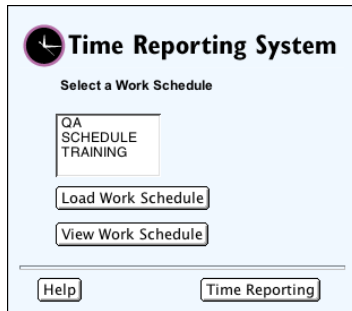 Time Reporting System
Select a Work Schedule
QA
SCHEDULE
TRAINING
Load Work Schedule
View Work Schedule
Help Time Reporting